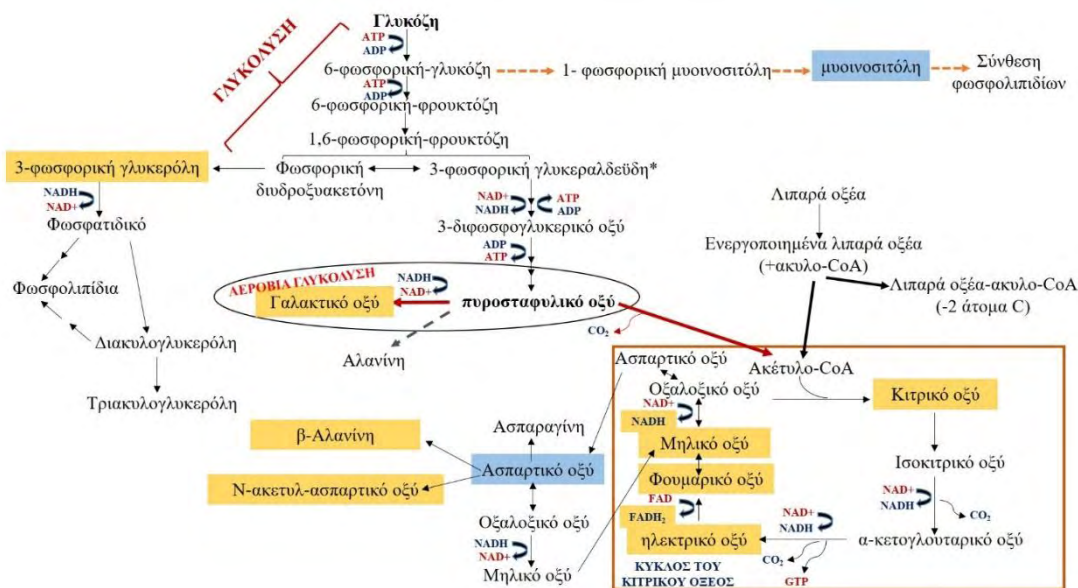 Γλυκόζη
ΓΛΥΚΟΛΥΣΗ
ATP
ADP
6-φωσφορική-γλυκόζη
1- φωσφορική μυοινοσιτόλη
μυοινοσιτόλη
Σύνθεση
φωσφολιπιδίων
ATP
ADP
6-φωσφορική-φρουκτόζη
1,6-φωσφορική-φρουκτόζη
3-φωσφορική γλυκερόλη
Φωσφορική
διυδροξυακετόνη
3-φωσφορική γλυκεραλδεΰδη*
NADH
NAD+
Φωσφατιδικό
NAD+
NADH
ATP
ADP
3-διφωσφογλυκερικό οξύ
ADP
ATP
Λιπαρά οξέα
Ενεργοποιημένα λιπαρά οξέα
(+ακυλο-CoA)
Λιπαρά οξέα-ακυλο-CoA
(-2 άτομα C)
Φωσφολιπίδια
ΑΕΡΟΒΙΑ ΓΛΥΚΟΛΥΣΗ
NADH
NAD+
Γαλακτικό οξύ
πυροσταφυλικό οξύ
CO₂
Διακυλογλυκερόλη
Αλανίνη
Τριακυλογλυκερόλη
Ασπαρτικό οξύ
Οξαλοξικό οξύ
Ακέτυλο-CoA
Κιτρικό οξύ
NAD+
NADH
Μηλικό οξύ
Φουμαρικό οξύ
FAD
FADH₂
ηλεκτρικό οξύ
Ισοκιτρικό οξύ
NAD+
NADH
CO₂
α-κετογλουταρικό οξύ
NAD+
NADH
CO₂
GTP
ΚΥΚΛΟΣ ΤΟΥ
ΚΙΤΡΙΚΟΥ ΟΞΕΟΣ
β-Αλανίνη
Ασπαραγίνη
Ασπαρτικό οξύ
Ν-ακετυλ-ασπαρτικό οξύ
Οξαλοξικό οξύ
NADH
NAD+
Μηλικό οξύ